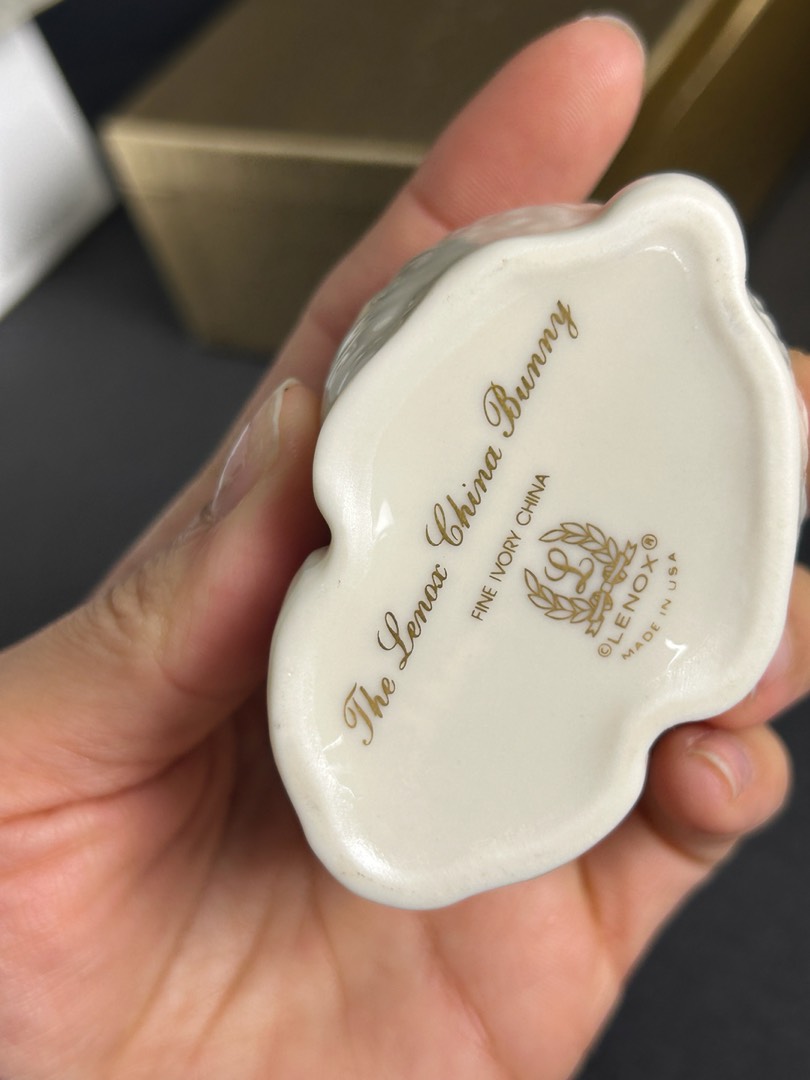 The Lenox China Bunny
FINE IVORY CHINA
L
©LENOX®
MADE IN USA